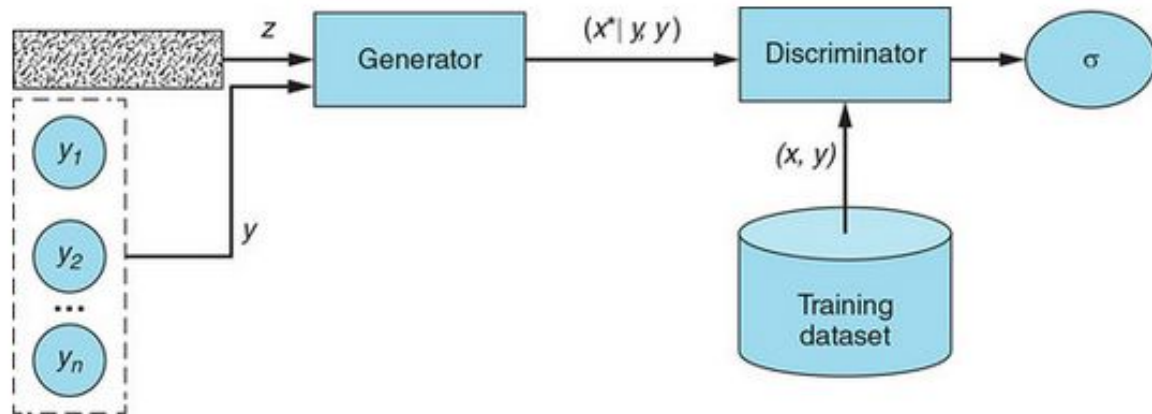 z
Generator
(x*| y, y)
Discriminator
σ
y₁
(x, y)
y
y₂
...
Training
dataset
yₙ